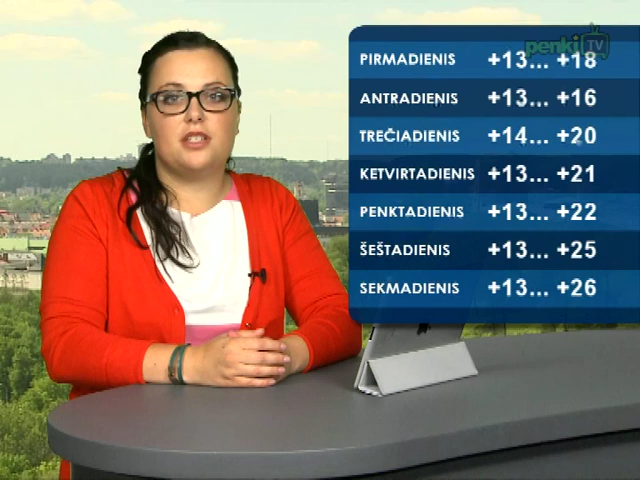 penki TV
PIRMADIENIS +13... +18
ANTRADIENIS +13... +16
TREČIADIENIS +14... +20
KETVIRTADIENIS +13... +21
PENKTADIENIS +13... +22
ŠEŠTADIENIS +13... +25
SEKMADIENIS +13... +26